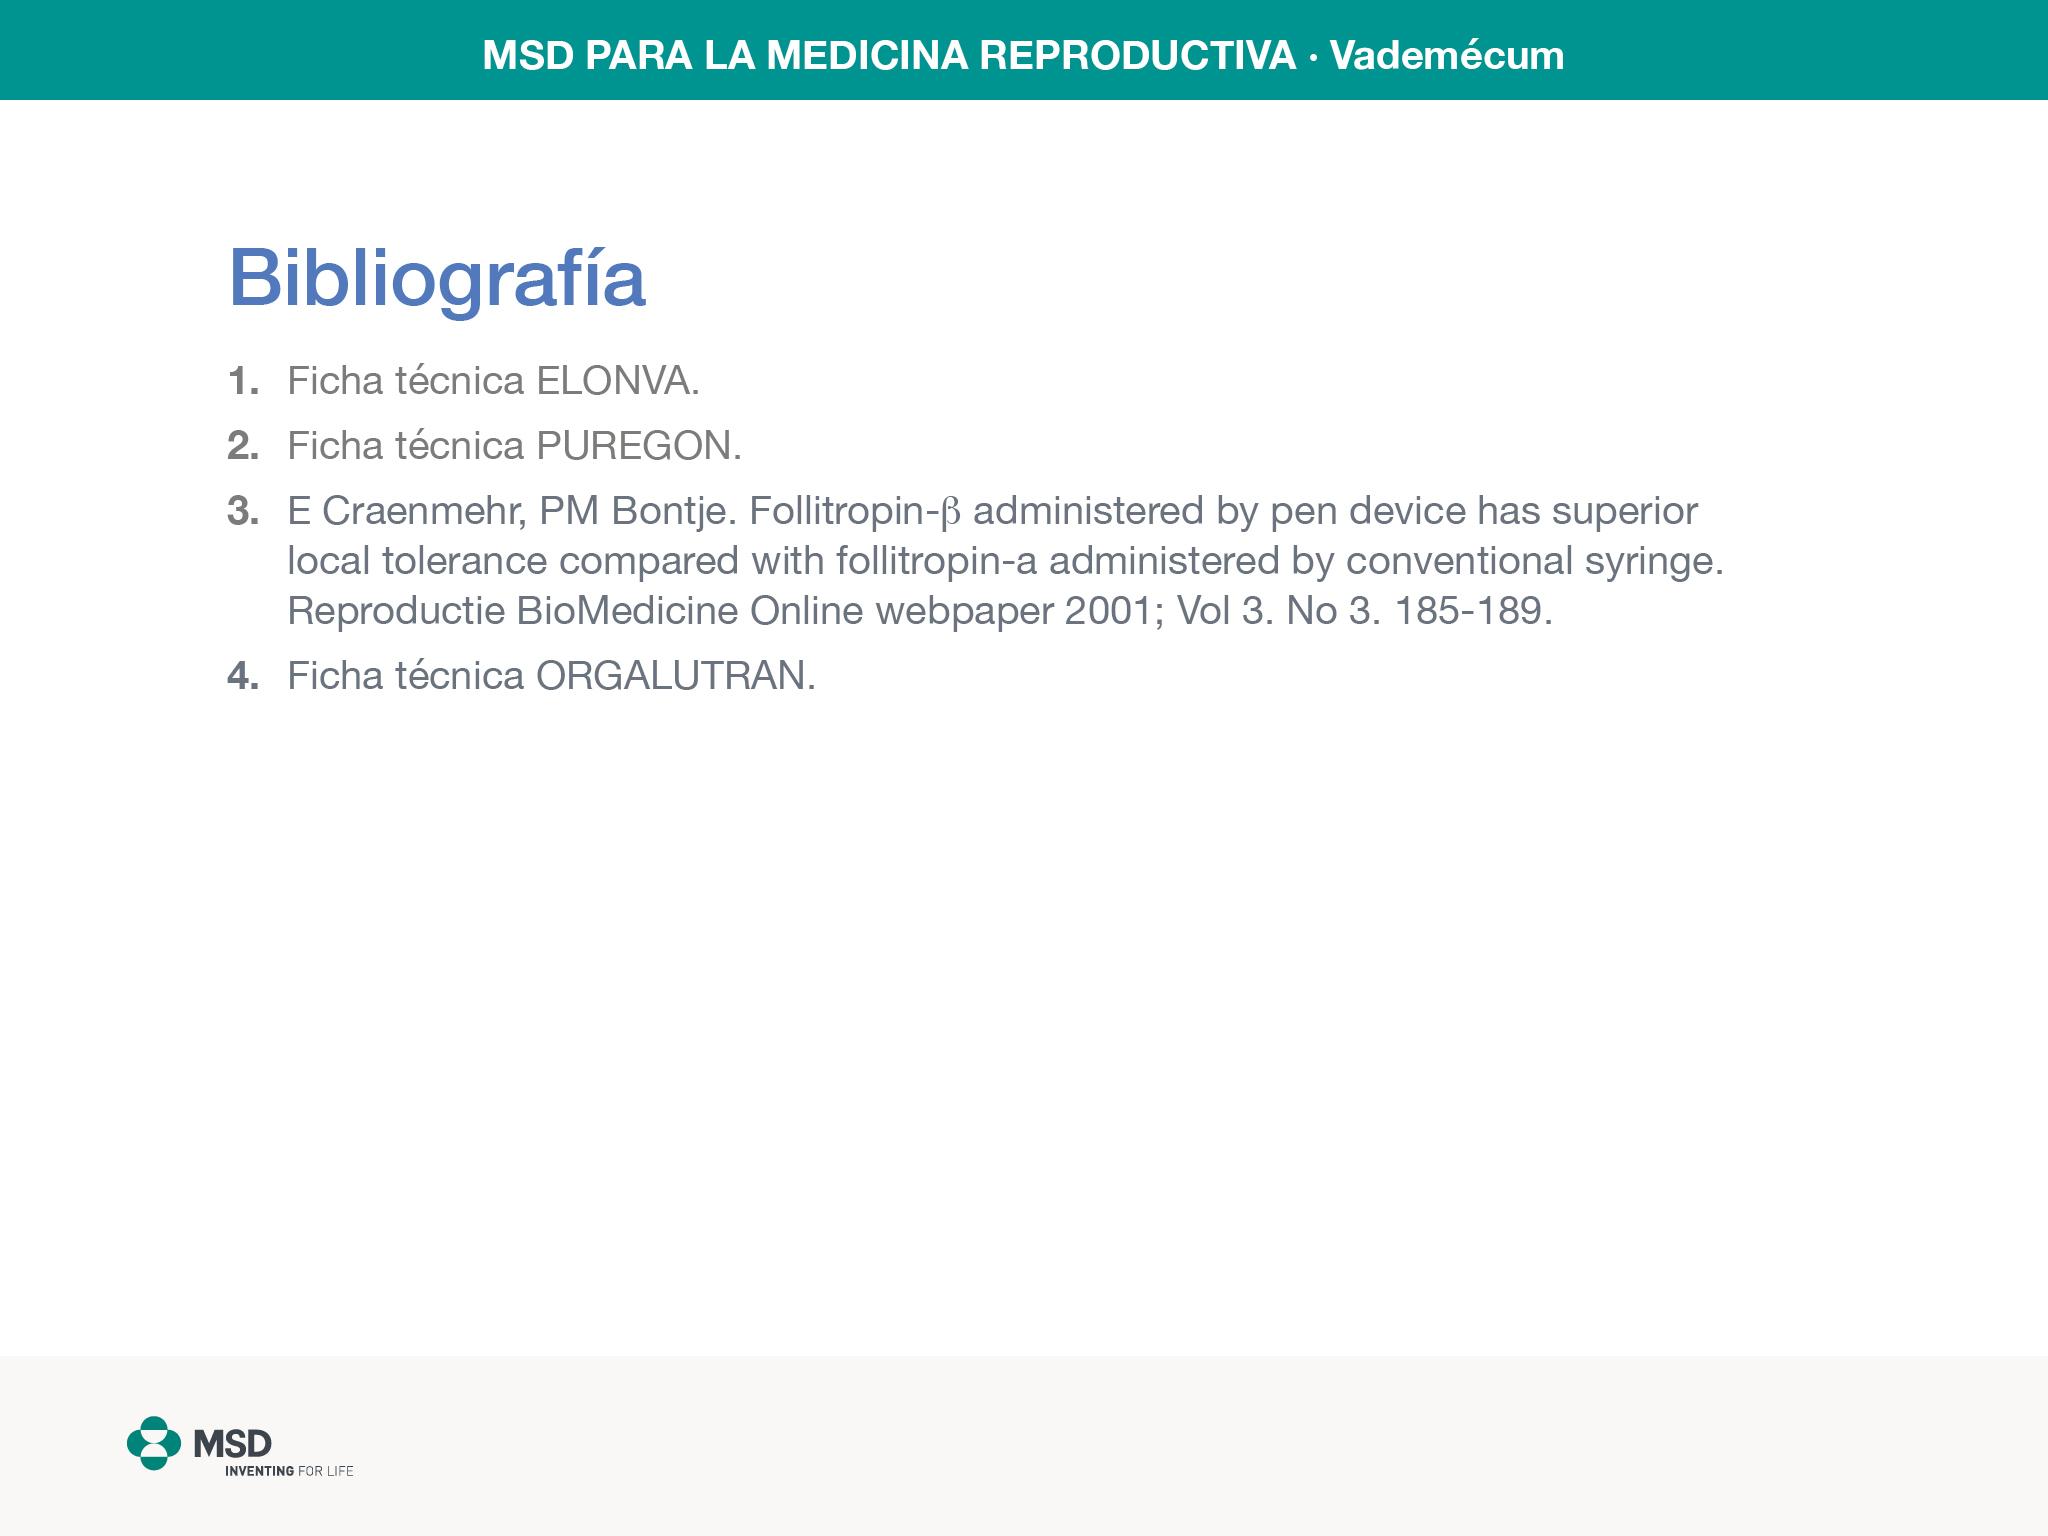 MSD PARA LA MEDICINA REPRODUCTIVA · Vademécum
Bibliografía
1. Ficha técnica ELONVA.
2. Ficha técnica PUREGON.
3. E Craenmehr, PM Bontje. Follitropin-β administered by pen device has superior
local tolerance compared with follitropin-a administered by conventional syringe.
Reproductie BioMedicine Online webpaper 2001; Vol 3. No 3. 185-189.
4. Ficha técnica ORGALUTRAN.
MSD
INVENTING FOR LIFE